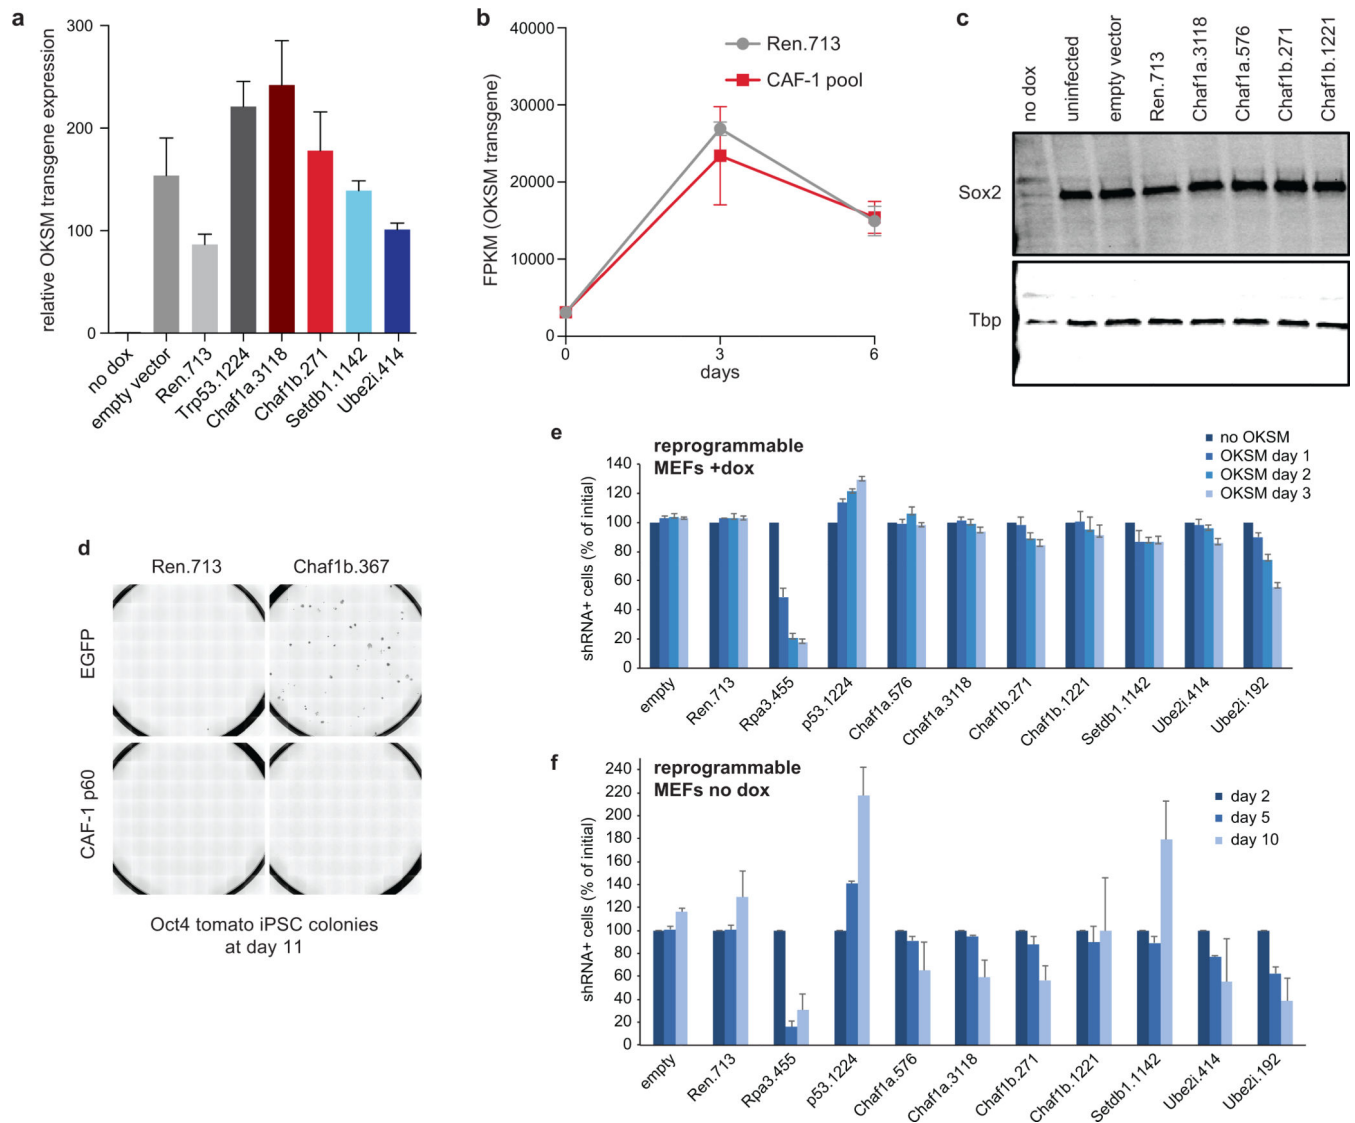 a
relative OKSM transgene expression
300
200
100
0
no dox
empty vector
Ren.713
Trp53.1224
Chaf1a.3118
Chaf1b.271
Setdb1.1142
Ube2i.414
b
Ren.713
CAF-1 pool
FPKM (OKSM transgene)
40000
30000
20000
10000
0
0
3
6
days
c
no dox
uninfected
empty vector
Ren.713
Chaf1a.3118
Chaf1a.576
Chaf1b.271
Chaf1b.1221
Sox2
Tbp
d
Ren.713
Chaf1b.367
EGFP
CAF-1 p60
Oct4 tomato iPSC colonies
at day 11
e
reprogrammable
MEFs +dox
no OKSM
OKSM day 1
OKSM day 2
OKSM day 3
shRNA+ cells (% of initial)
140
120
100
80
60
40
20
0
empty
Ren.713
Rpa3.455
p53.1224
Chaf1a.576
Chaf1a.3118
Chaf1b.271
Chaf1b.1221
Setdb1.1142
Ube2i.414
Ube2i.192
f
reprogrammable
MEFs no dox
day 2
day 5
day 10
shRNA+ cells (% of initial)
240
220
200
180
160
140
120
100
80
60
40
20
0
empty
Ren.713
Rpa3.455
p53.1224
Chaf1a.576
Chaf1a.3118
Chaf1b.271
Chaf1b.1221
Setdb1.1142
Ube2i.414
Ube2i.192